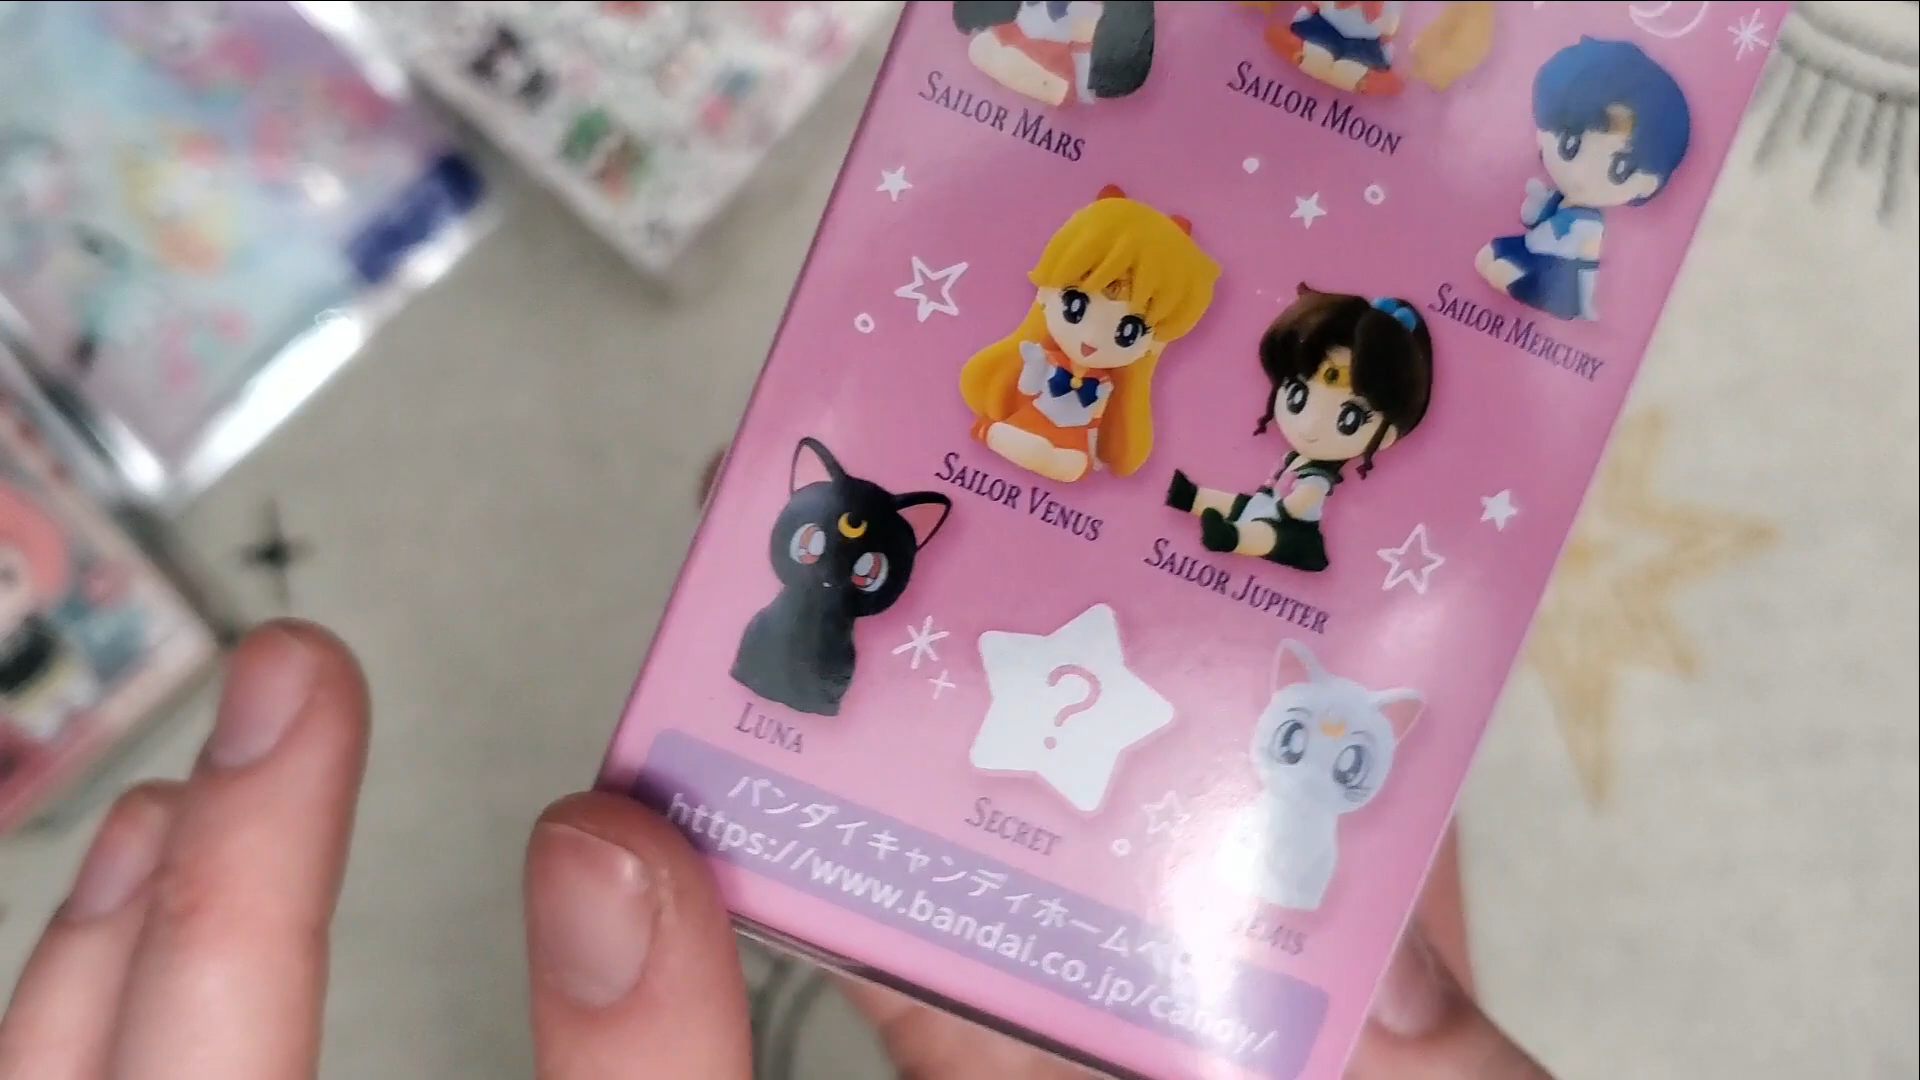 SAILOR MARS
SAILOR MOON
SAILOR MERCURY
SAILOR VENUS
SAILOR JUPITER
LUNA
?
SECRET
バンダイキャンディホーム
https://www.bandai.co.jp/candy/